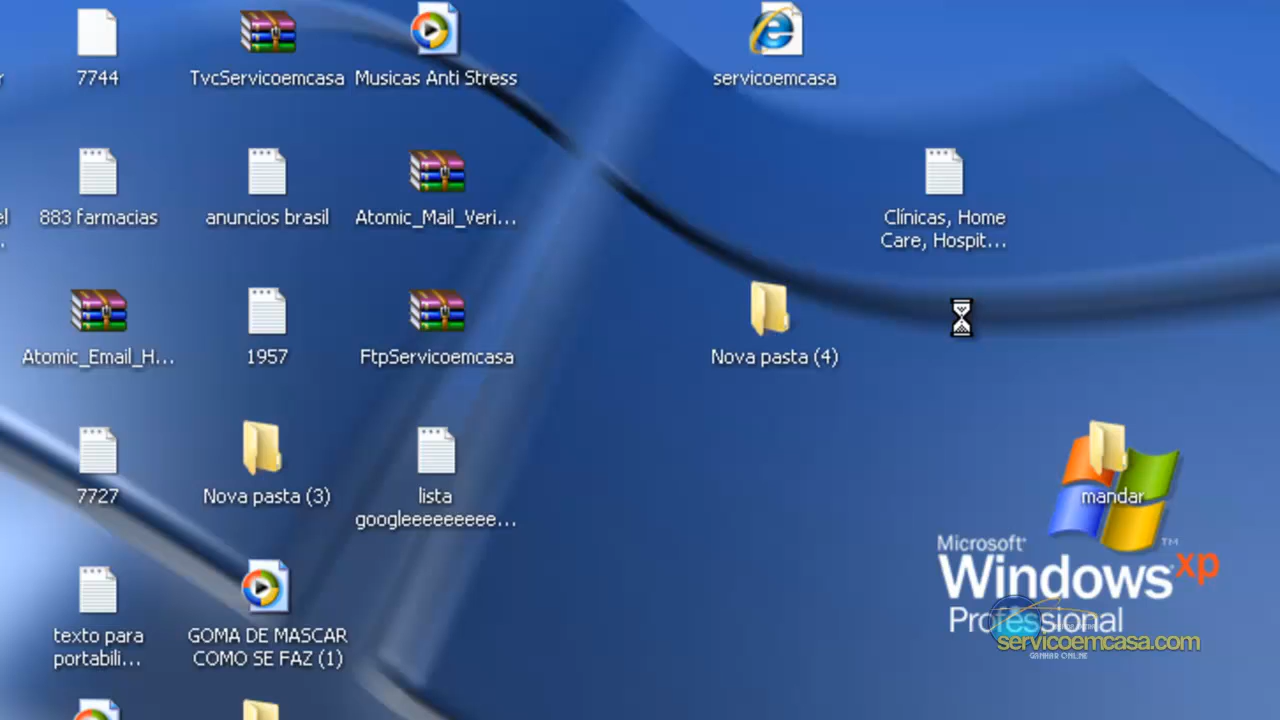 7744
TvcServicoemcasa
Musicas Anti Stress
servicoemcasa
883 farmacias
anuncios brasil
Atomic_Mail_Veri...
Clínicas, Home
Care, Hospit...
Atomic_Email_H...
1957
FtpServicoemcasa
Nova pasta (4)
7727
Nova pasta (3)
lista
googleeeeeeeee...
mandar
Microsoft
Windows xp
Professional
servicoemcasa.com
GANHAR ONLINE
texto para
portabili...
GOMA DE MASCAR
COMO SE FAZ (1)